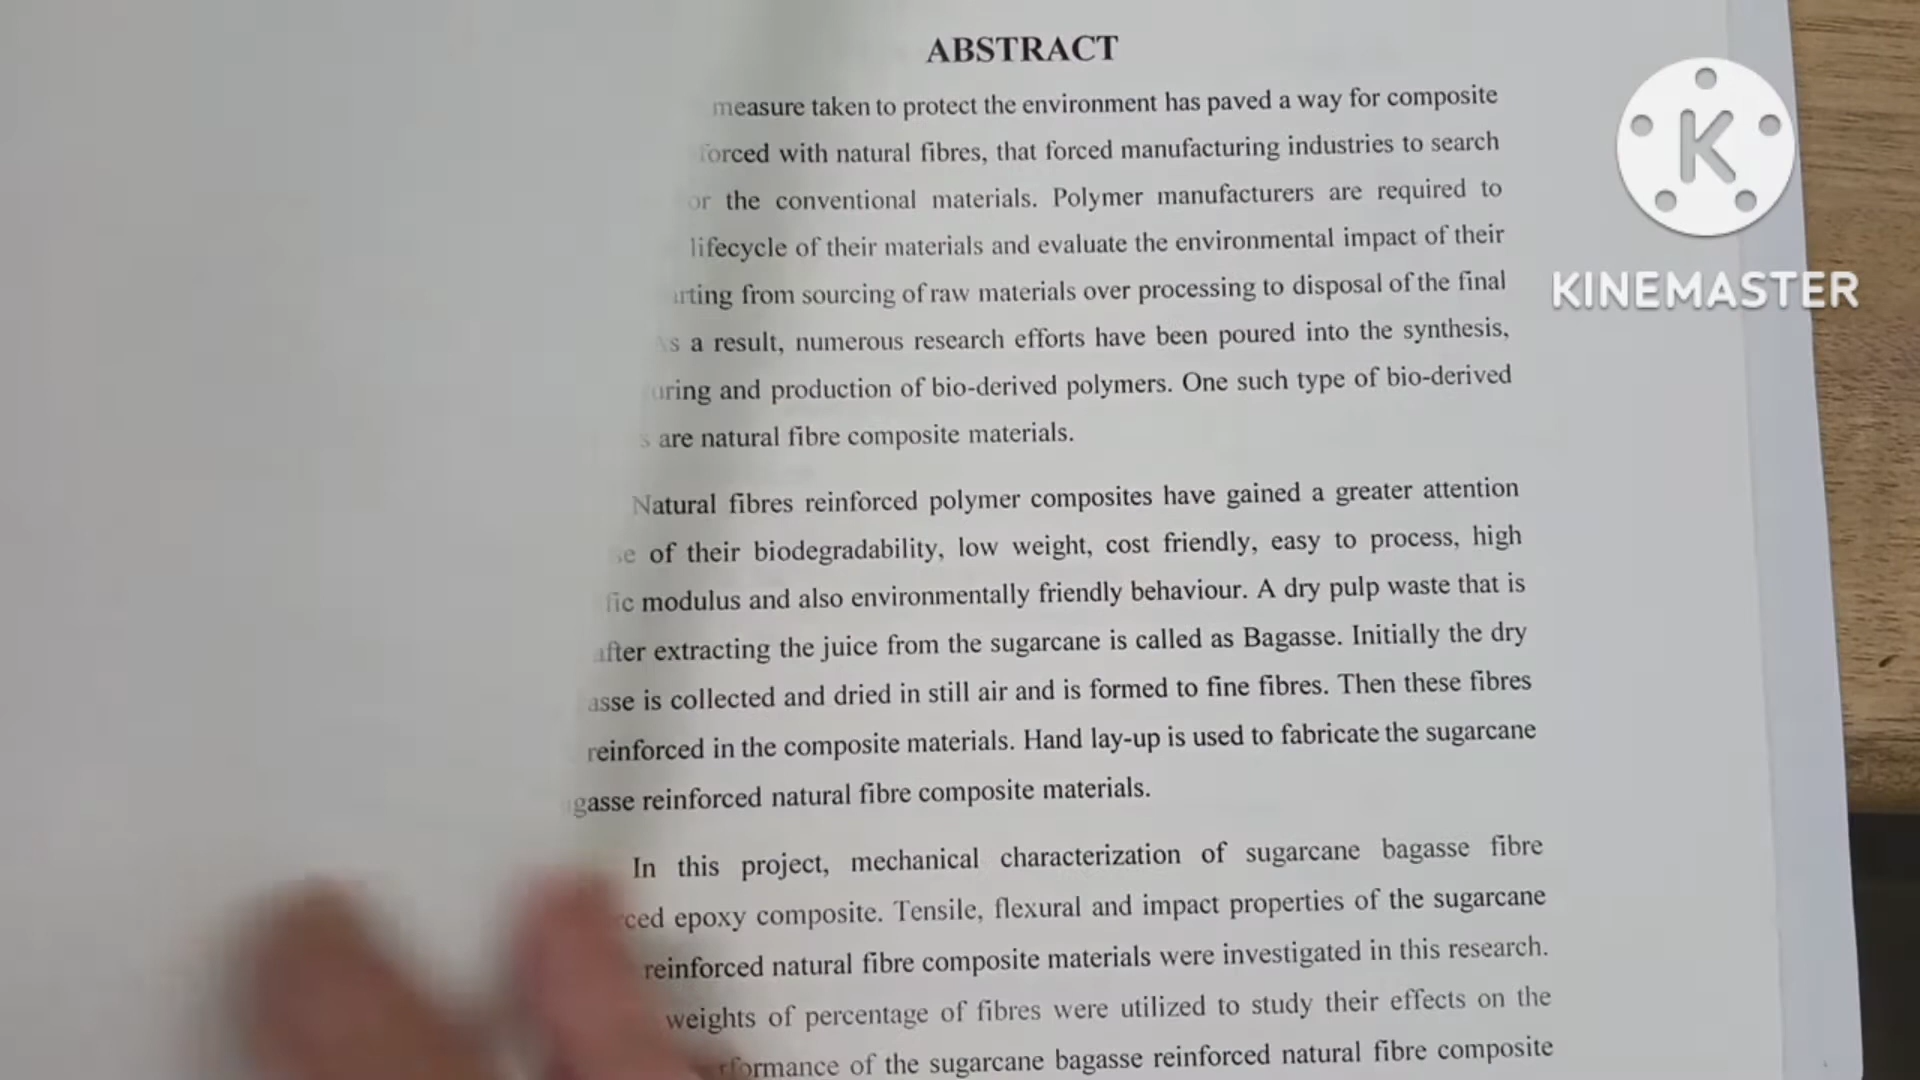 ABSTRACT
measure taken to protect the environment has paved a way for composite
with natural fibres, that forced manufacturing industries to search
the conventional materials. Polymer manufacturers are required to
lifecycle of their materials and evaluate the environmental impact of their
from sourcing of raw materials over processing to disposal of the final
a result, numerous research efforts have been poured into the synthesis,
and production of bio-derived polymers. One such type of bio-derived
are natural fibre composite materials.
Natural fibres reinforced polymer composites have gained a greater attention
of their biodegradability, low weight, cost friendly, easy to process, high
modulus and also environmentally friendly behaviour. A dry pulp waste that is
after extracting the juice from the sugarcane is called as Bagasse. Initially the dry
is collected and dried in still air and is formed to fine fibres. Then these fibres
reinforced in the composite materials. Hand lay-up is used to fabricate the sugarcane
reinforced natural fibre composite materials.
In this project, mechanical characterization of sugarcane bagasse fibre
epoxy composite. Tensile, flexural and impact properties of the sugarcane
reinforced natural fibre composite materials were investigated in this research.
weights of percentage of fibres were utilized to study their effects on the
of the sugarcane bagasse reinforced natural fibre composite
K
KINEMASTER